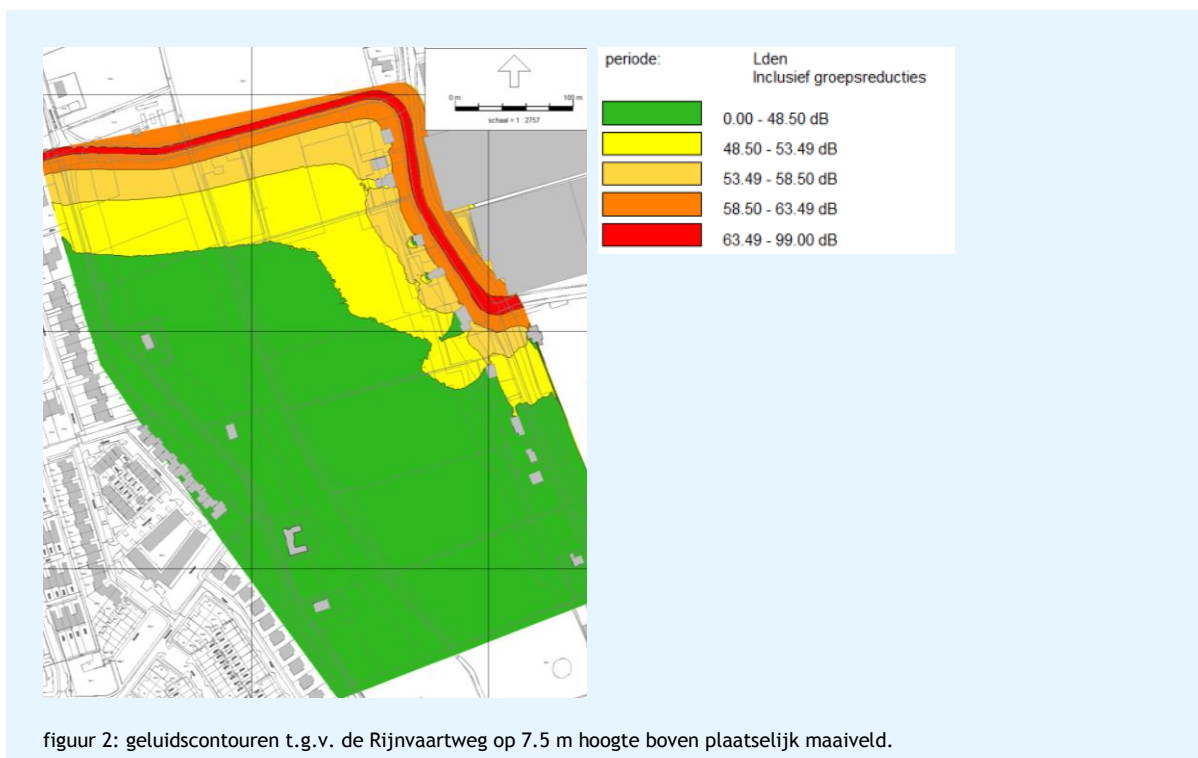 0 m
100 m
schaal = 1 : 2757
periode:
Lden
Inclusief groepsreducties
0.00 - 48.50 dB
48.50 - 53.49 dB
53.49 - 58.50 dB
58.50 - 63.49 dB
63.49 - 99.00 dB
figuur 2: geluidscontouren t.g.v. de Rijnvaartweg op 7.5 m hoogte boven plaatselijk maaiveld.